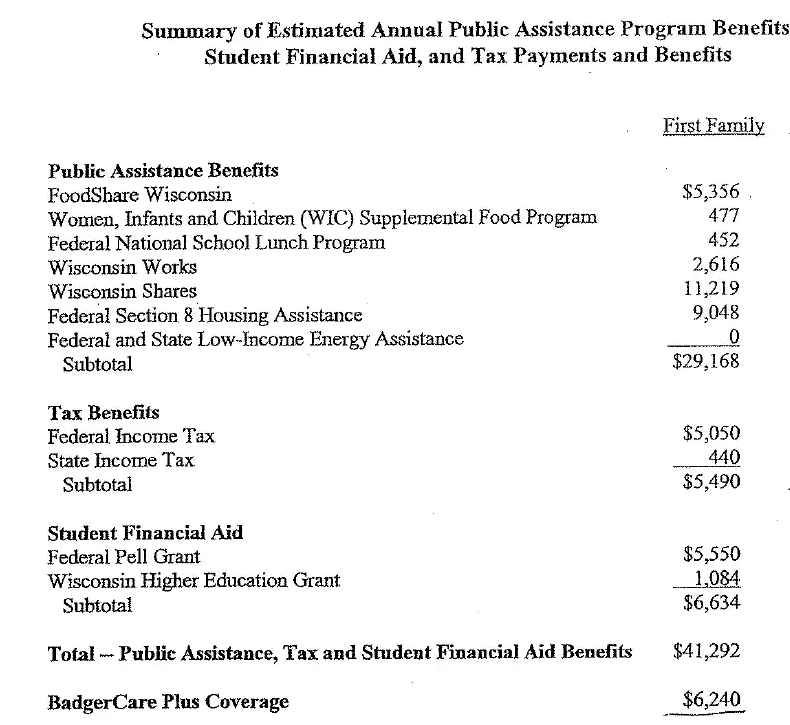 Summary of Estimated Annual Public Assistance Program Benefits
Student Financial Aid, and Tax Payments and Benefits
First Family
Public Assistance Benefits
FoodShare Wisconsin $5,356
Women, Infants and Children (WIC) Supplemental Food Program 477
Federal National School Lunch Program 452
Wisconsin Works 2,616
Wisconsin Shares 11,219
Federal Section 8 Housing Assistance 9,048
Federal and State Low-Income Energy Assistance 0
Subtotal $29,168
Tax Benefits
Federal Income Tax $5,050
State Income Tax 440
Subtotal $5,490
Student Financial Aid
Federal Pell Grant $5,550
Wisconsin Higher Education Grant 1,084
Subtotal $6,634
Total -- Public Assistance, Tax and Student Financial Aid Benefits $41,292
BadgerCare Plus Coverage $6,240